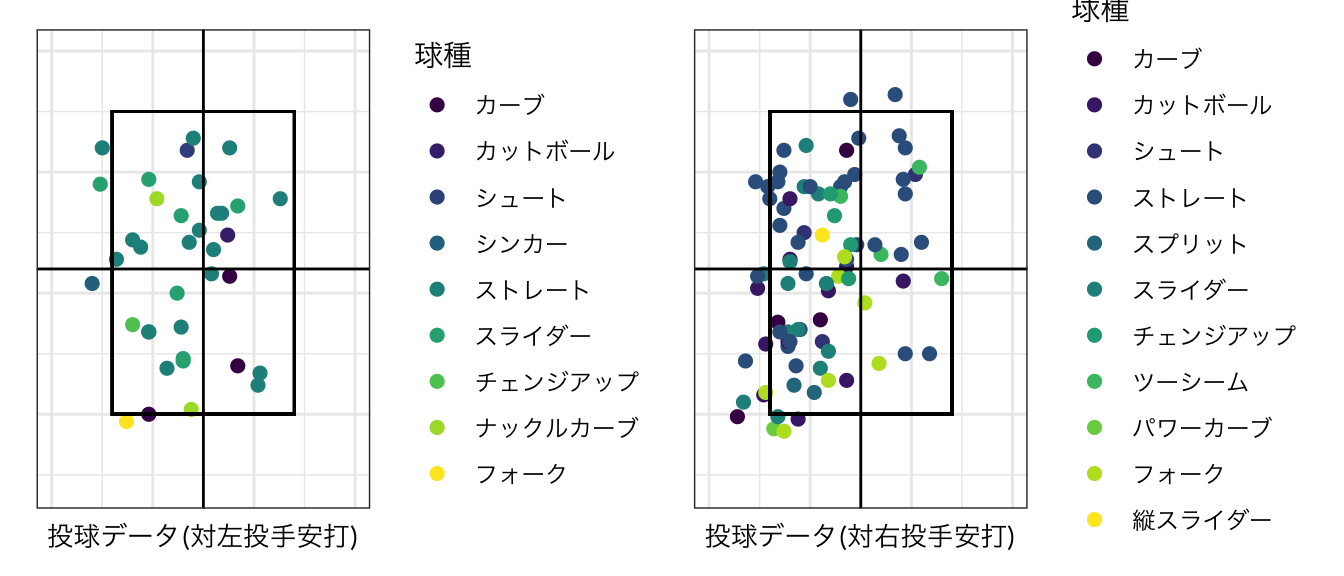 球種
カーブ
カットボール
シュート
シンカー
ストレート
スライダー
チェンジアップ
ナックルカーブ
フォーク
投球データ(対左投手安打)
球種
カーブ
カットボール
シュート
ストレート
スプリット
スライダー
チェンジアップ
ツーシーム
パワーカーブ
フォーク
縦スライダー
投球データ(対右投手安打)